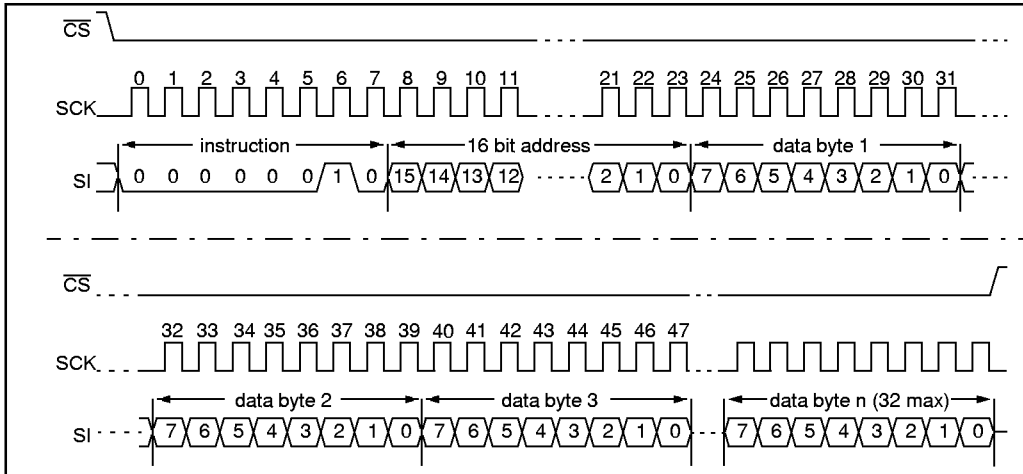 CS
0 1 2 3 4 5 6 7 8 9 10 11 21 22 23 24 25 26 27 28 29 30 31
SCK
instruction 16 bit address data byte 1
SI 0 0 0 0 0 0 1 0 15 14 13 12 2 1 0 7 6 5 4 3 2 1 0
CS
32 33 34 35 36 37 38 39 40 41 42 43 44 45 46 47
SCK
data byte 2 data byte 3 data byte n (32 max)
SI 7 6 5 4 3 2 1 0 7 6 5 4 3 2 1 0 7 6 5 4 3 2 1 0